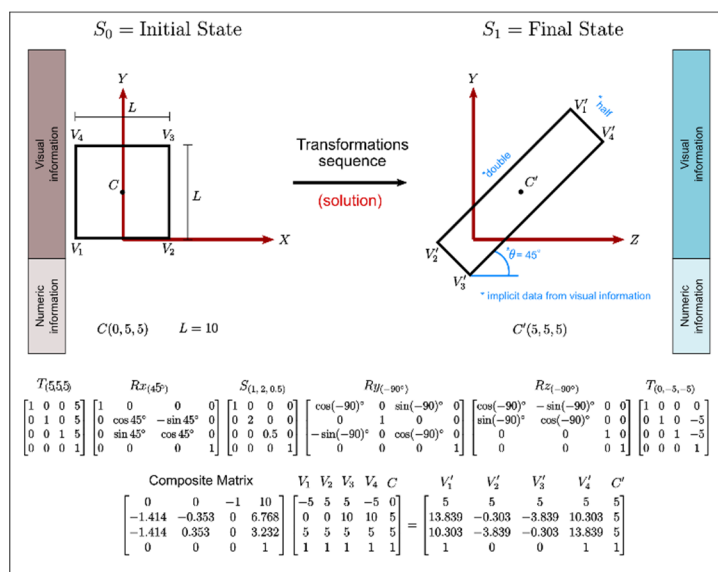 S₀ = Initial State
S₁ = Final State
Visual information
Numeric information
Y
L
V₄ V₃
C
L
V₁ V₂ X
C(0, 5, 5) L = 10
Transformations sequence
(solution)
Y
V₁′
*half
V₄′
*double
C′
V₂′
V₃′
Z
*θ = 45°
* implicit data from visual information
C′(5, 5, 5)
Visual information
Numeric information
T(5,5,5) Rx(45°) S(1, 2, 0.5) Ry(−90°) Rz(−90°) T(0,−5,−5)
[1 0 0 5] [1 0 0 0] [1 0 0 0] [cos(−90)° 0 sin(−90)° 0] [cos(−90)° −sin(−90)° 0 0] [1 0 0 0]
[0 1 0 5] [0 cos 45° −sin 45° 0] [0 2 0 0] [0 1 0 0] [sin(−90)° cos(−90)° 0 0] [0 1 0 −5]
[0 0 1 5] [0 sin 45° cos 45° 0] [0 0 0.5 0] [−sin(−90)° 0 cos(−90)° 0] [0 0 1 0] [0 0 1 −5]
[0 0 0 1] [0 0 0 1] [0 0 0 1] [0 0 0 1] [0 0 0 1] [0 0 0 1]
Composite Matrix V₁ V₂ V₃ V₄ C V₁′ V₂′ V₃′ V₄′ C′
[0 0 −1 10] [−5 5 5 −5 0] [5 5 5 5 5]
[−1.414 −0.353 0 6.768] [0 0 10 10 5] = [13.839 −0.303 −3.839 10.303 5]
[−1.414 0.353 0 3.232] [5 5 5 5 5] [10.303 −3.839 −0.303 13.839 5]
[0 0 0 1] [1 1 1 1 1] [1 0 0 1 1]